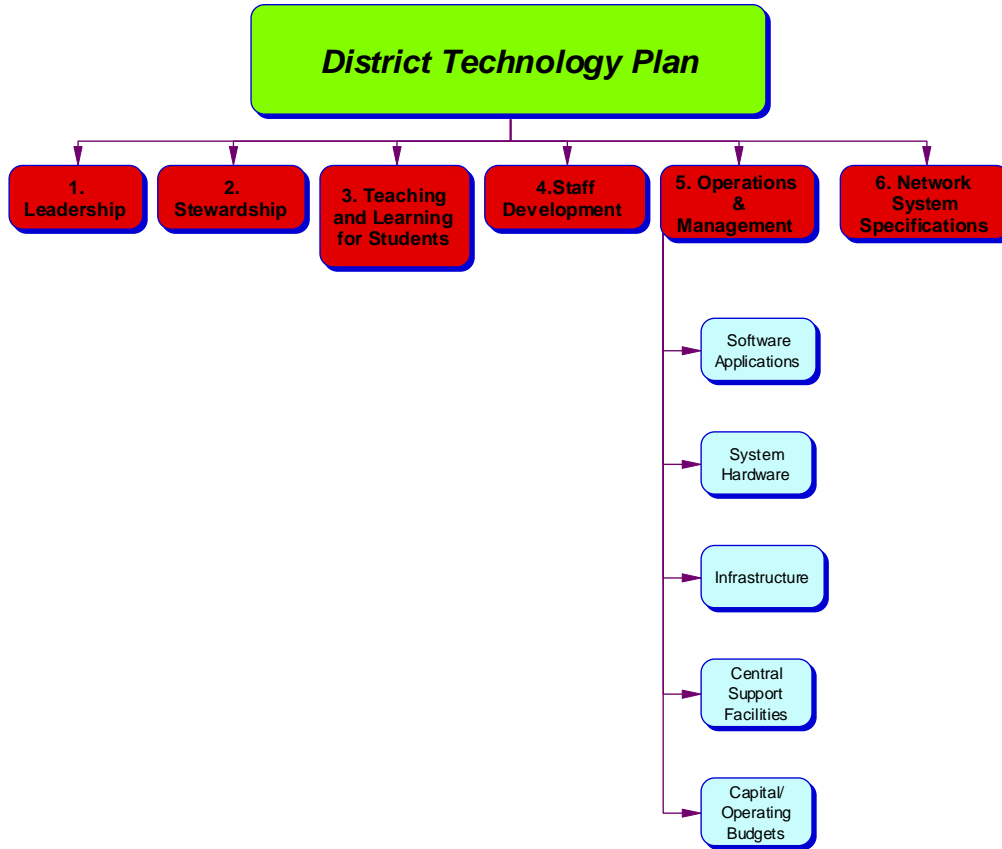 District Technology Plan
1.
Leadership
2.
Stewardship
3. Teaching
and Learning
for Students
4.Staff
Development
5. Operations
&
Management
6. Network
System
Specifications
Software
Applications
System
Hardware
Infrastructure
Central
Support
Facilities
Capital/
Operating
Budgets